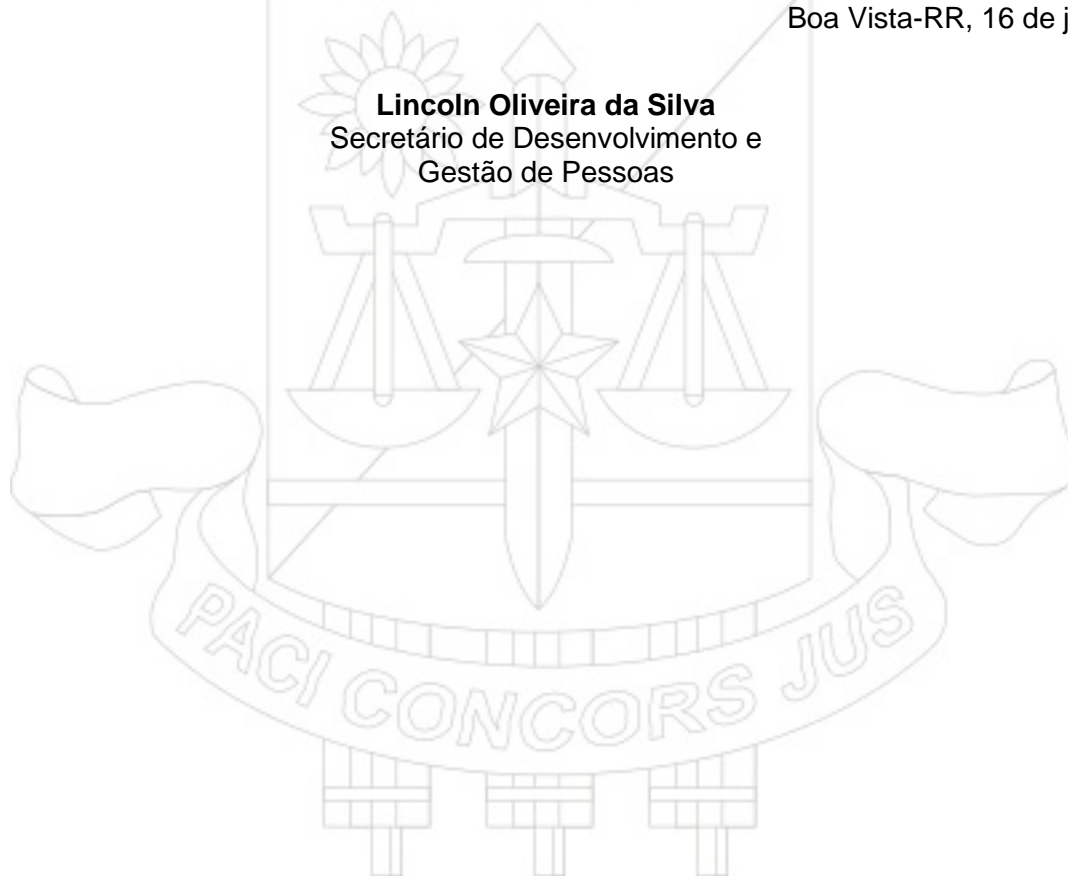 Boa Vista-RR, 16 de j
Lincoln Oliveira da Silva
Secretário de Desenvolvimento e
Gestão de Pessoas
PACI CONCORS JUS